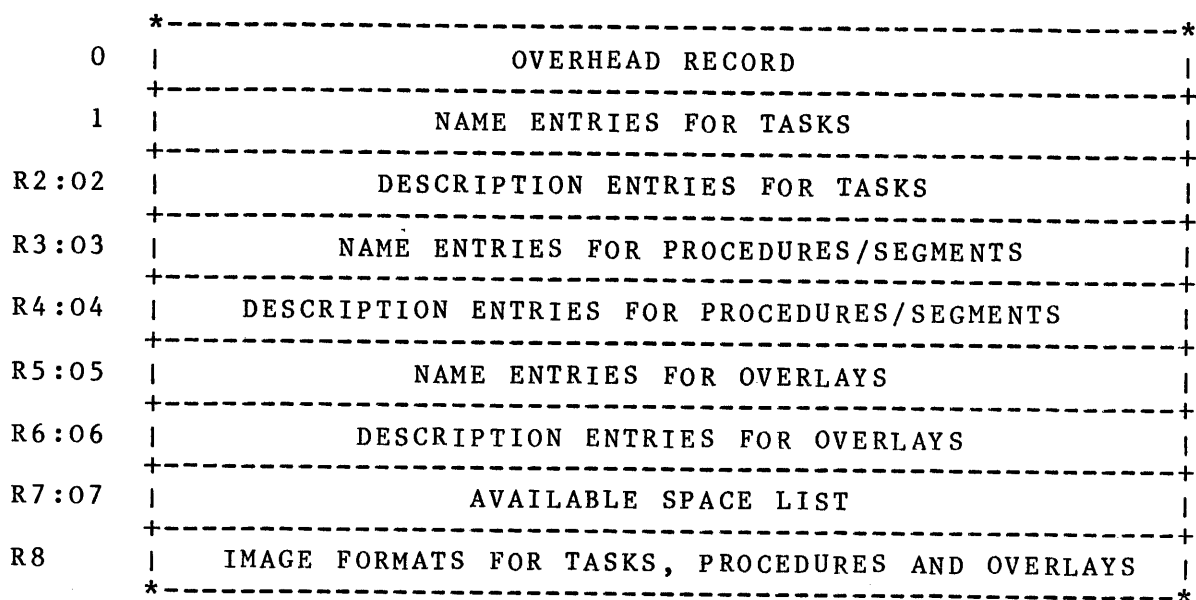 0 OVERHEAD RECORD
1 NAME ENTRIES FOR TASKS
R2:02 DESCRIPTION ENTRIES FOR TASKS
R3:03 NAME ENTRIES FOR PROCEDURES/SEGMENTS
R4:04 DESCRIPTION ENTRIES FOR PROCEDURES/SEGMENTS
R5:05 NAME ENTRIES FOR OVERLAYS
R6:06 DESCRIPTION ENTRIES FOR OVERLAYS
R7:07 AVAILABLE SPACE LIST
R8 IMAGE FORMATS FOR TASKS, PROCEDURES AND OVERLAYS